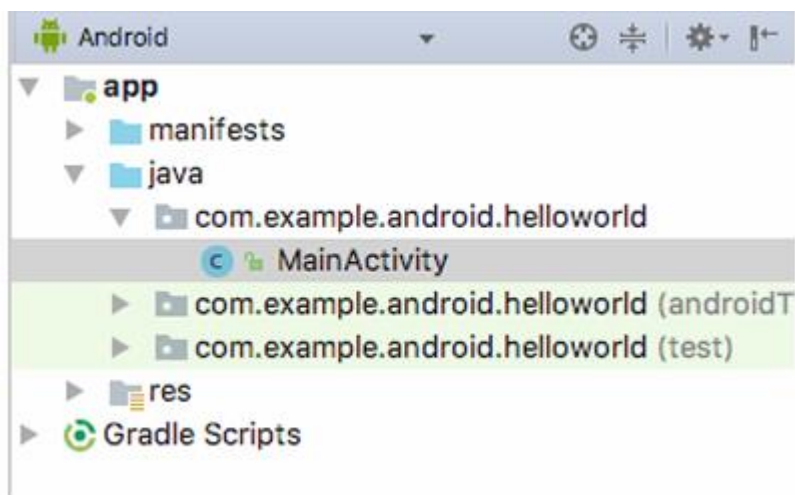 Android
app
manifests
java
com.example.android.helloworld
C MainActivity
com.example.android.helloworld (androidT
com.example.android.helloworld (test)
res
Gradle Scripts